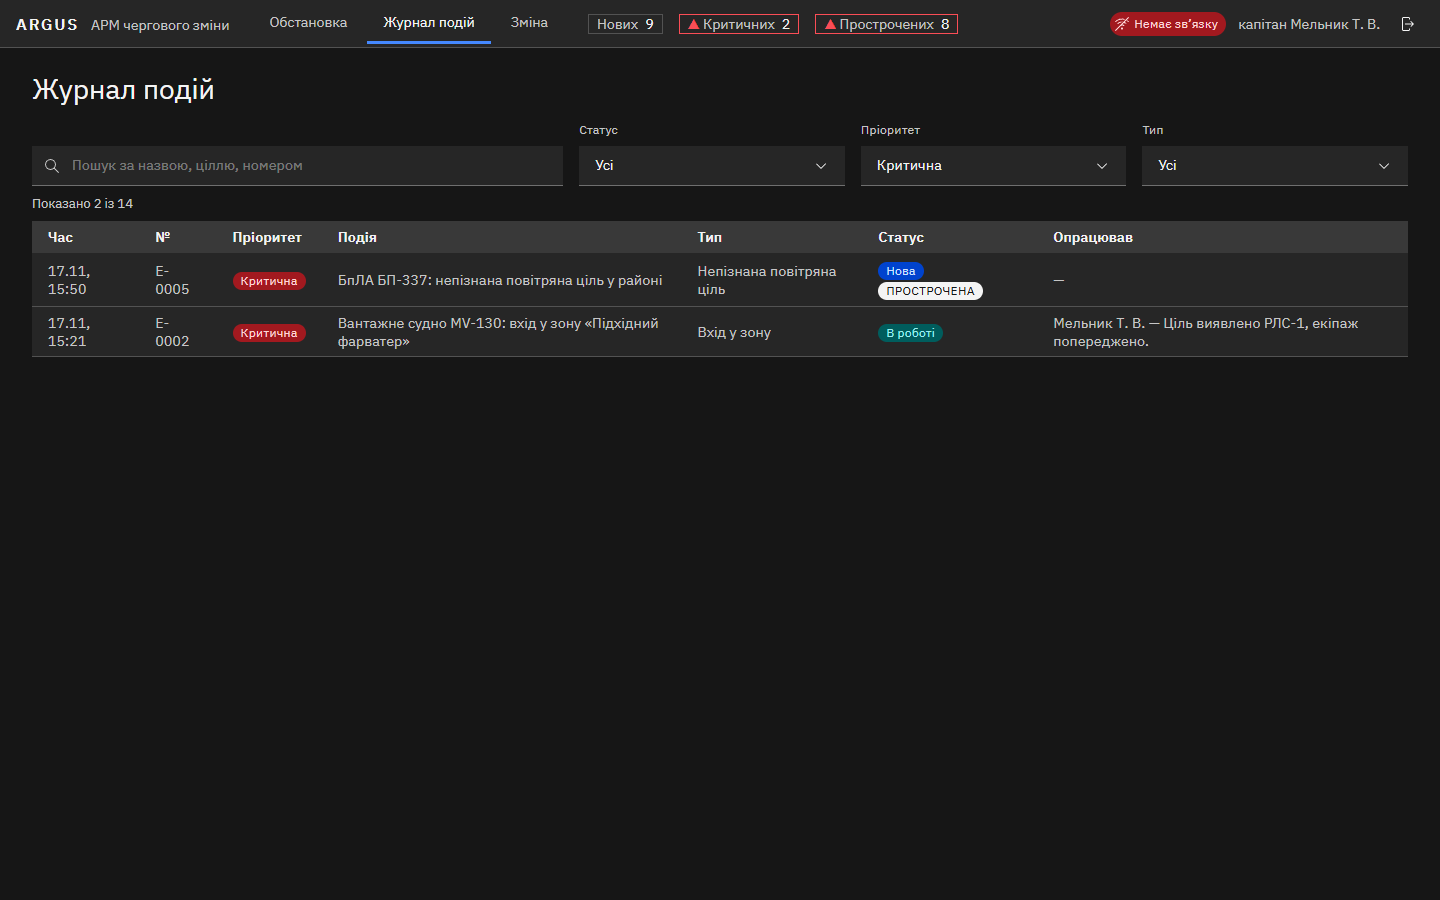 ARGUS АРМ чергового зміни Обстановка Журнал подій Зміна Нових 9 Критичних 2 Прострочених 8 Немає зв’язку капітан Мельник Т. В.
Журнал подій
Статус Пріоритет Тип
Пошук за назвою, ціллю, номером Усі Критична Усі
Показано 2 із 14
Час № Пріоритет Подія Тип Статус Опрацював
17.11, 15:50 E-0005 Критична БпЛА БП-337: непізнана повітряна ціль у районі Непізнана повітряна ціль Нова ПРОСТРОЧЕНА —
17.11, 15:21 E-0002 Критична Вантажне судно MV-130: вхід у зону «Підхідний фарватер» Вхід у зону В роботі Мельник Т. В. — Ціль виявлено РЛС-1, екіпаж попереджено.